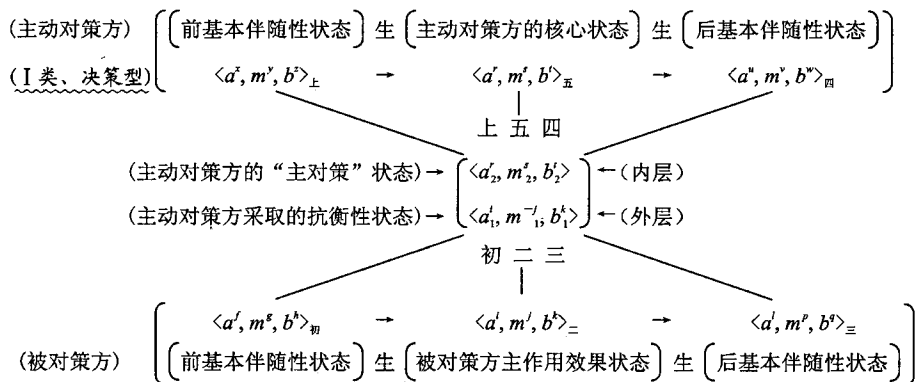 (主动对策方) (前基本伴随性状态) 生 (主动对策方的核心状态) 生 (后基本伴随性状态)
(Ⅰ类、决策型) <a^x, m^y, b^z>上 → <a^r, m^s, b^t>五 → <a^u, m^v, b^w>四
上 五 四
(主动对策方的“主对策”状态)→ <a^r_2, m^s_2, b^t_2> ←(内层)
(主动对策方采取的抗衡性状态)→ <a^i_1, m^{-j}_1, b^k_1> ←(外层)
初 二 三
<a^f, m^g, b^h>初 → <a^i, m^j, b^k>二 → <a^l, m^p, b^q>三
(被对策方) (前基本伴随性状态) 生 (被对策方主作用效果状态) 生 (后基本伴随性状态)